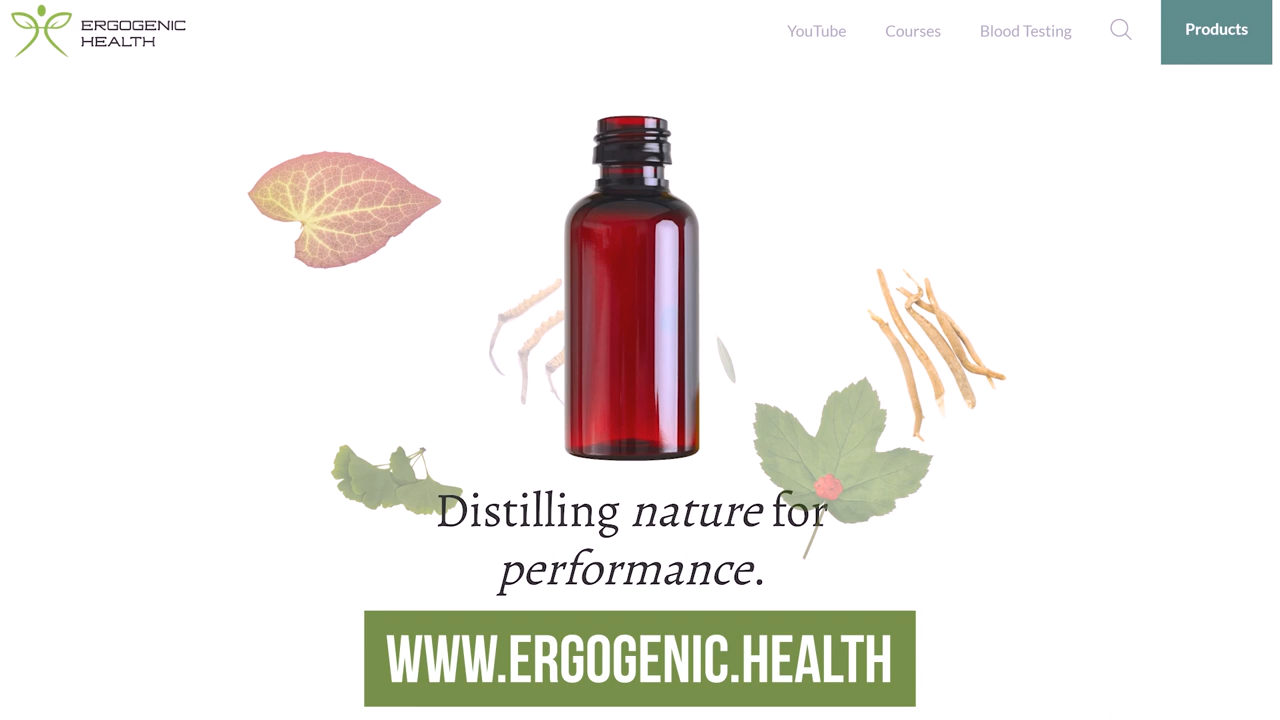 ERGOGENIC
HEALTH
YouTube Courses Blood Testing Products
Distilling nature for
performance.
WWW.ERGOGENIC.HEALTH